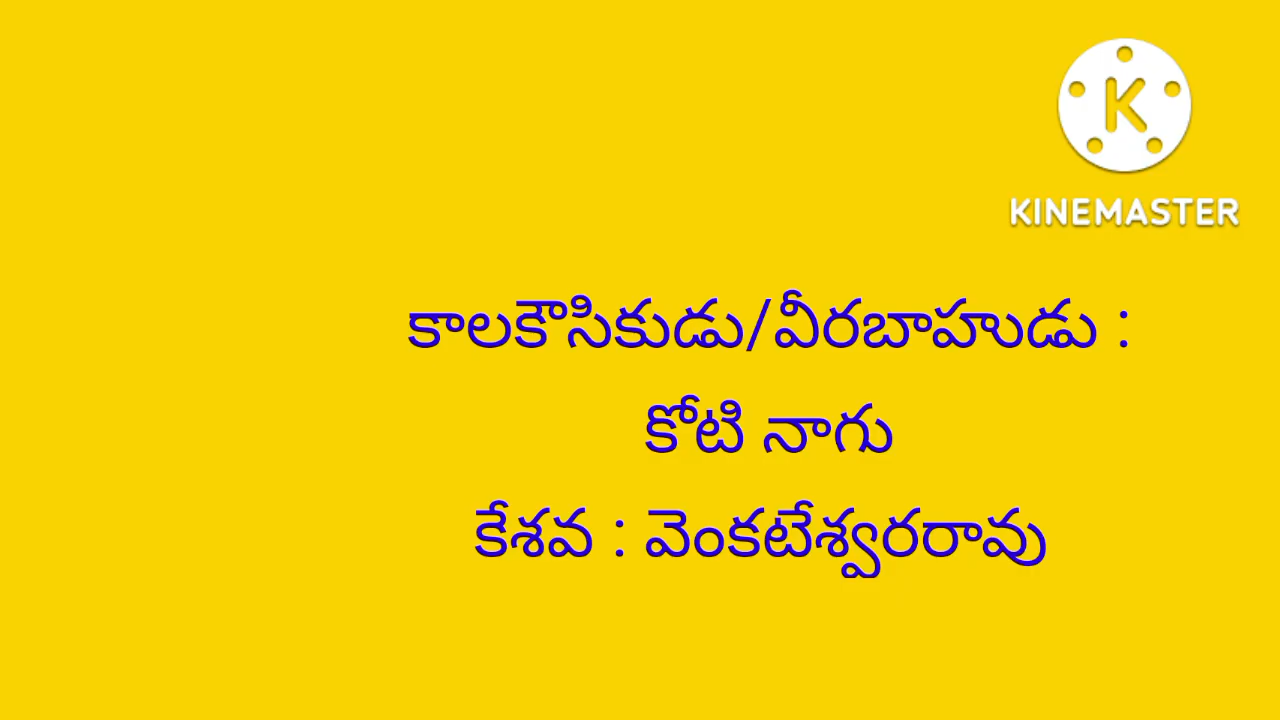 K
KINEMASTER
కాలకౌసికుడు/వీరబాహుడు :
కోటి నాగు
కేశవ : వెంకటేశ్వరరావు